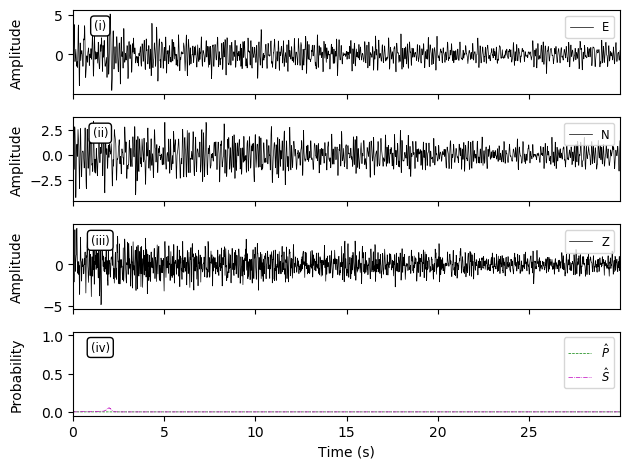 (i)
E
5
0
Amplitude
(ii)
N
2.5
0.0
−2.5
Amplitude
(iii)
Z
0
−5
Amplitude
(iv)
P̂
Ŝ
1.0
0.5
0.0
Probability
0 5 10 15 20 25
Time (s)